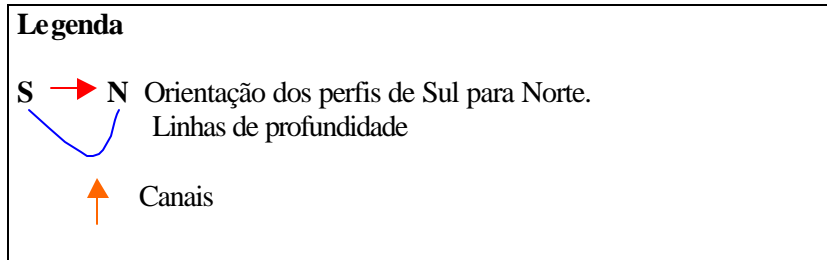 Legenda
S N Orientação dos perfis de Sul para Norte.
Linhas de profundidade
Canais